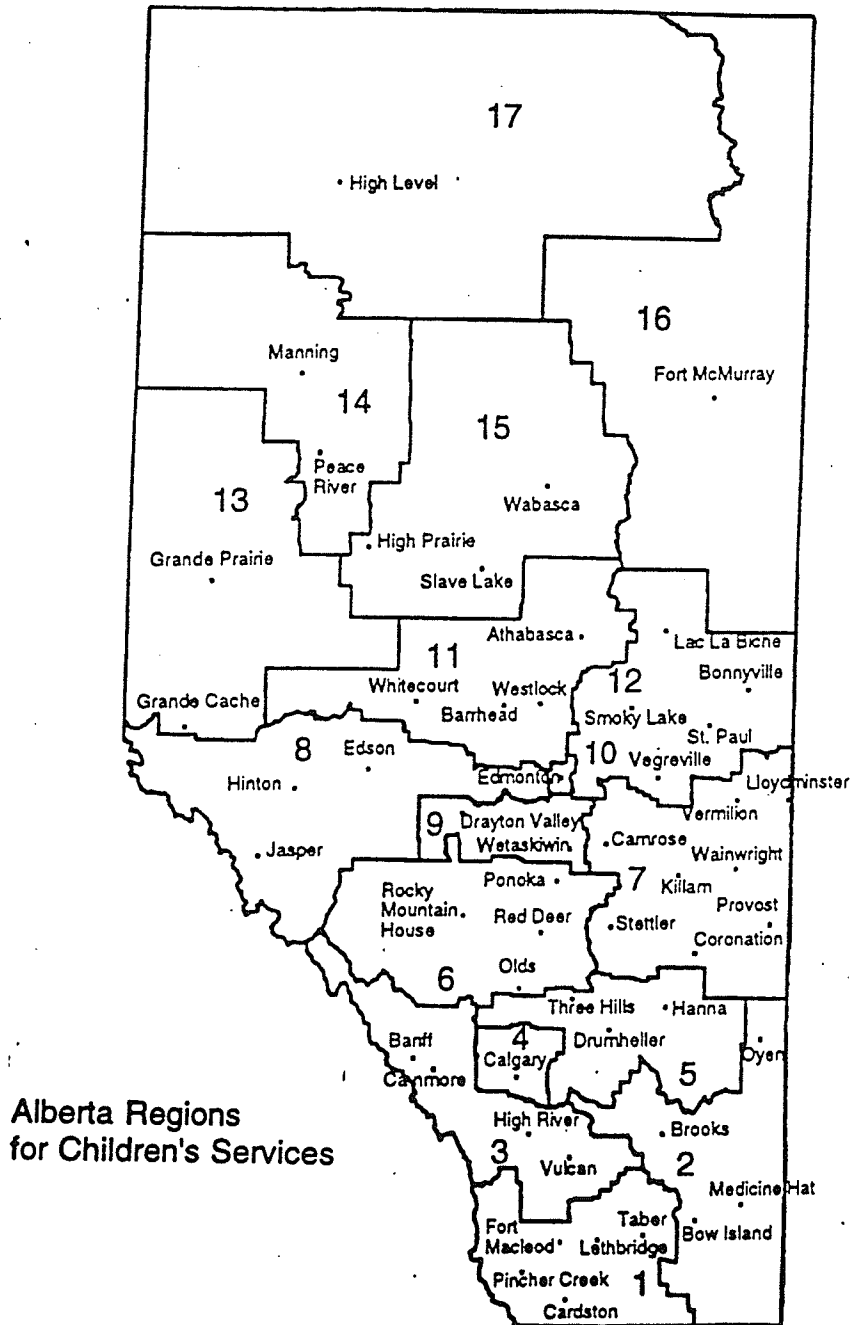 17
High Level
16
Manning
Fort McMurray
14
15
Peace
River
13
Wabasca
High Prairie
Grande Prairie
Slave Lake
Athabasca
Lac La Biche
11
Bonnyville
Whitecourt
Westlock
12
Grande Cache
Barrhead
Smoky Lake
St. Paul
8
Edson
10
Vegreville
Hinton
Edmonton
Lloydminster
Vermilion
9
Drayton Valley
Wetaskiwin
Camrose
Jasper
Wainwright
Ponoka
7
Killam
Rocky
Mountain
House
Red Deer
Provost
Stettler
Coronation
Olds
6
Three Hills
Hanna
Banff
4
Drumheller
Calgary
Oyen
Canmore
5
Alberta Regions
for Children's Services
High River
Brooks
3
Vulcan
2
Medicine Hat
Fort
Macleod
Taber
Lethbridge
Bow Island
Pincher Creek
1
Cardston